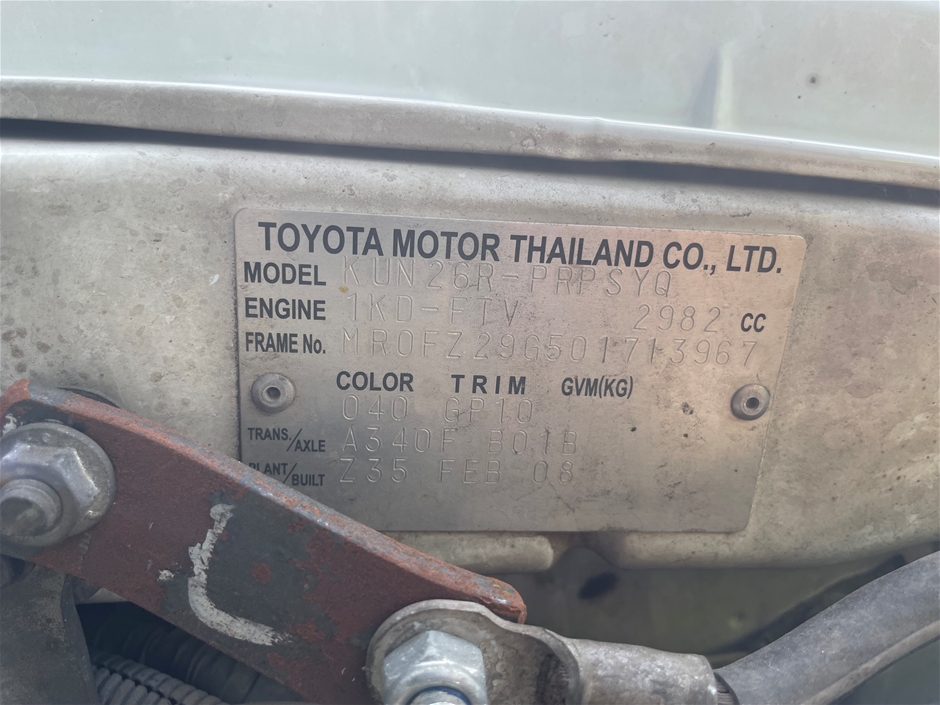 TOYOTA MOTOR THAILAND CO., LTD.
MODEL KUN26R-PRPSYQ
ENGINE 1KD-FTV 2982 CC
FRAME No. MR0FZ29G501713967
COLOR TRIM GVM(KG)
040 GP10
TRANS./AXLE A340F B01B
PLANT/BUILT Z35 FEB 08